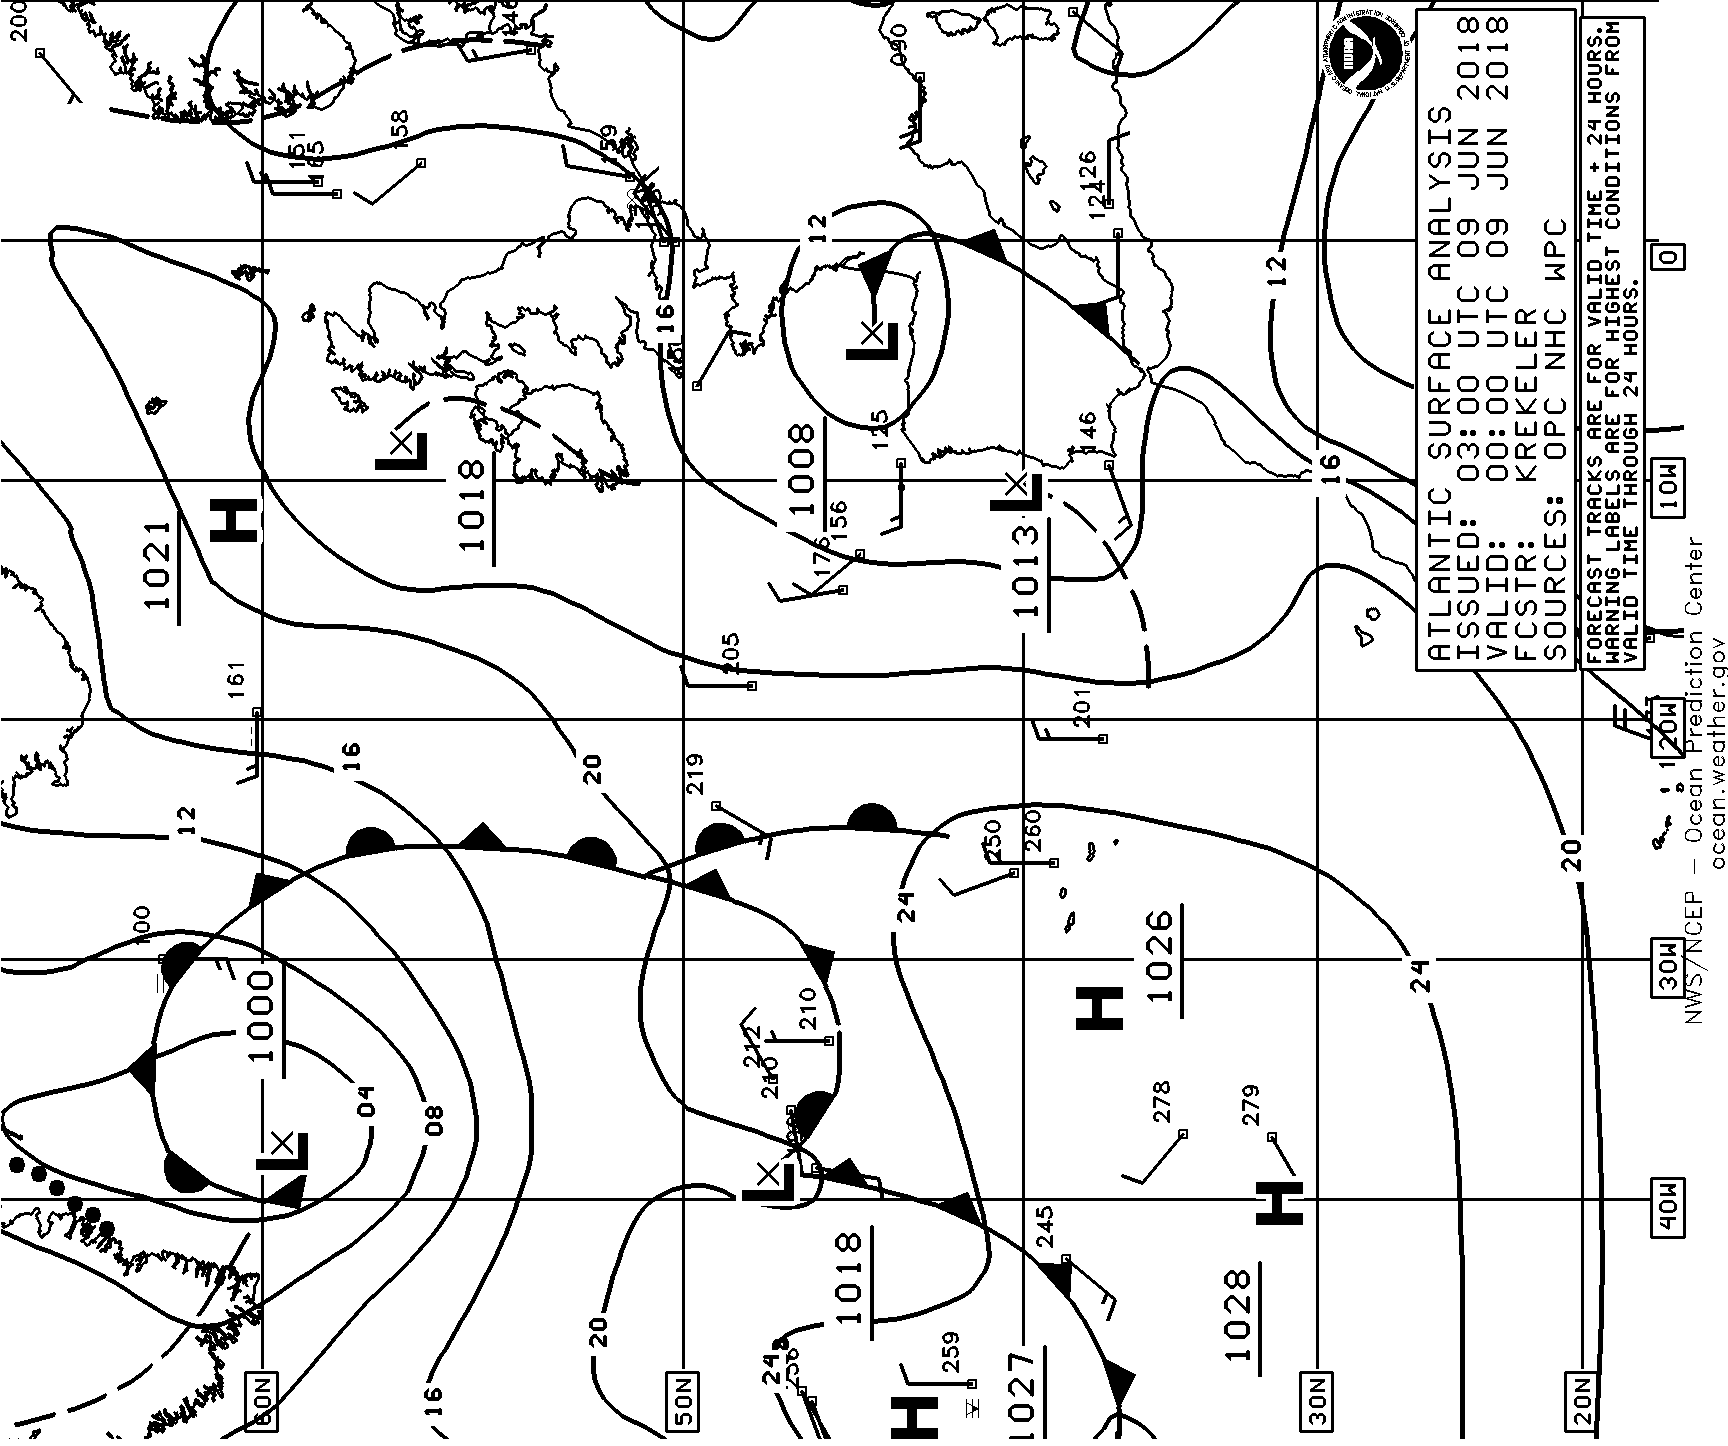 ATLANTIC SURFACE ANALYSIS
ISSUED: 03:00 UTC 09 JUN 2018
VALID: 00:00 UTC 09 JUN 2018
FCSTR: KREKELER
SOURCES: OPC NHC WPC
FORECAST TRACKS ARE FOR VALID TIME + 24 HOURS.
WARNING LABELS ARE FOR HIGHEST CONDITIONS FROM
VALID TIME THROUGH 24 HOURS.
NWS/NCEP – Ocean Prediction Center
ocean.weather.gov
NOAA
60N
50N
30N
20N
0
10W
20W
30W
40W
H
1021
L
1018
L
1008
L
1013
L
1000
L
1018
H
1026
H
1028
H
1027
12
16
20
24
04
08
16
20
24
12
16
12
16
20
24
200
151
158
090
126
124
125
146
156
205
201
161
219
250
260
100
210
212
210
278
279
245
259